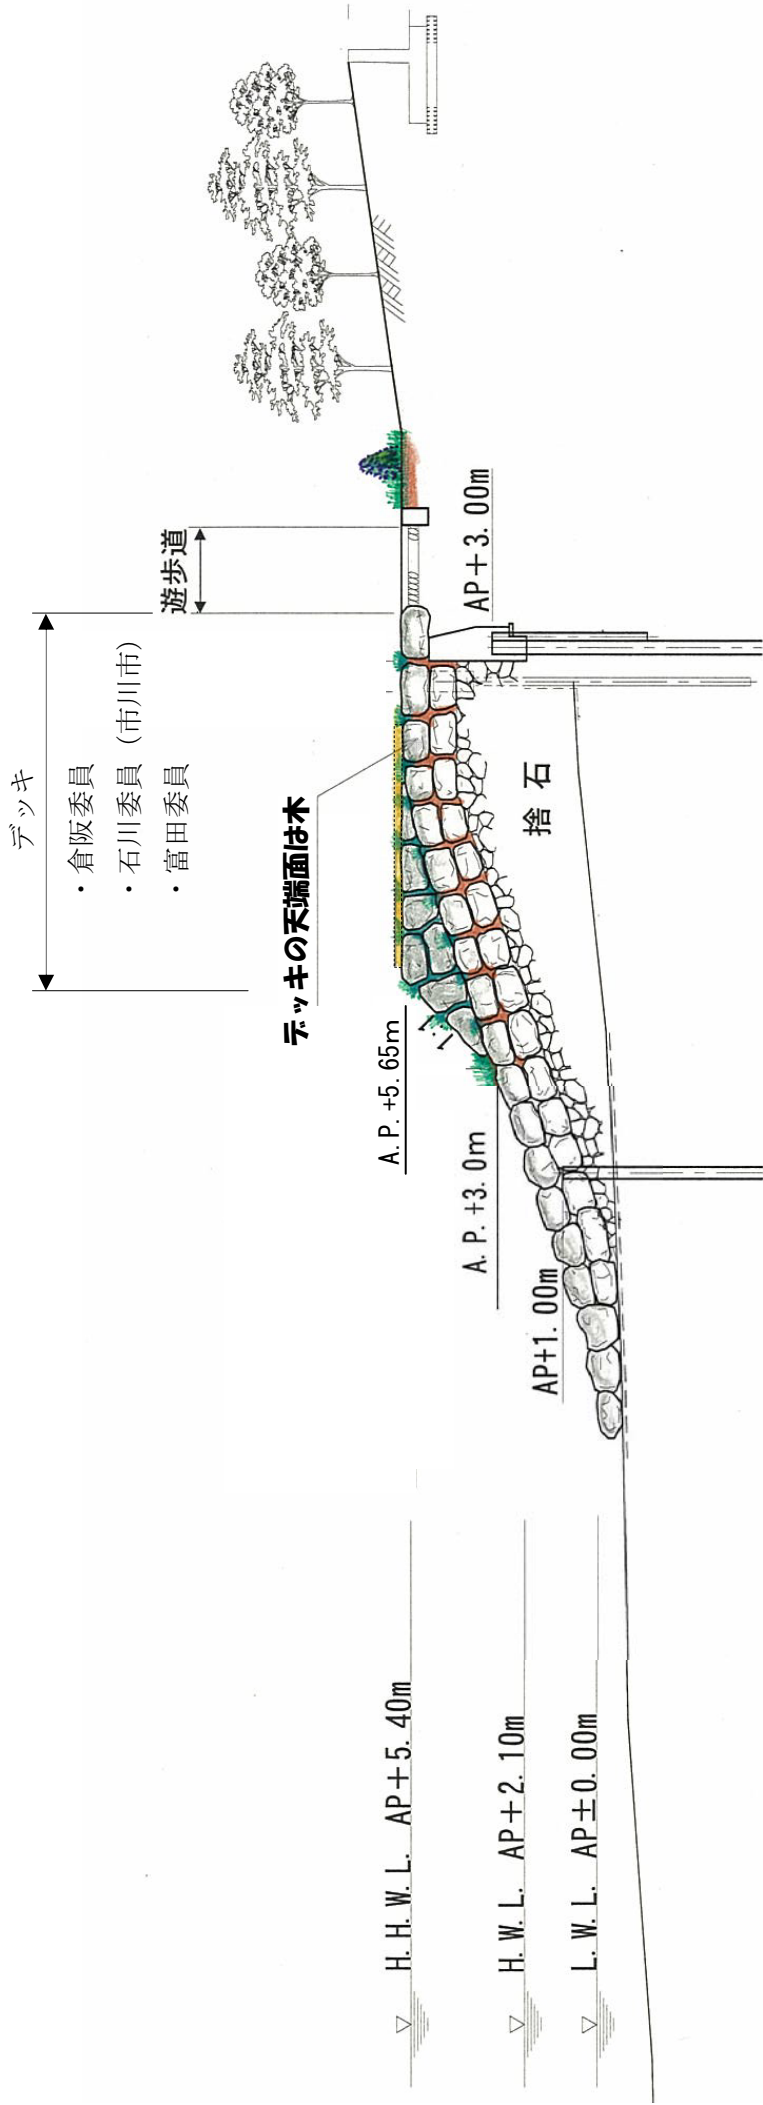 デッキ
・倉阪委員
・石川委員（市川市）
・富田委員
遊歩道
デッキの天端面は木
A.P.+5.65m
1:1
A.P.+3.0m
AP+1.00m
AP+3.00m
捨石
H.H.W.L. AP+5.40m
H.W.L. AP+2.10m
L.W.L. AP±0.00m